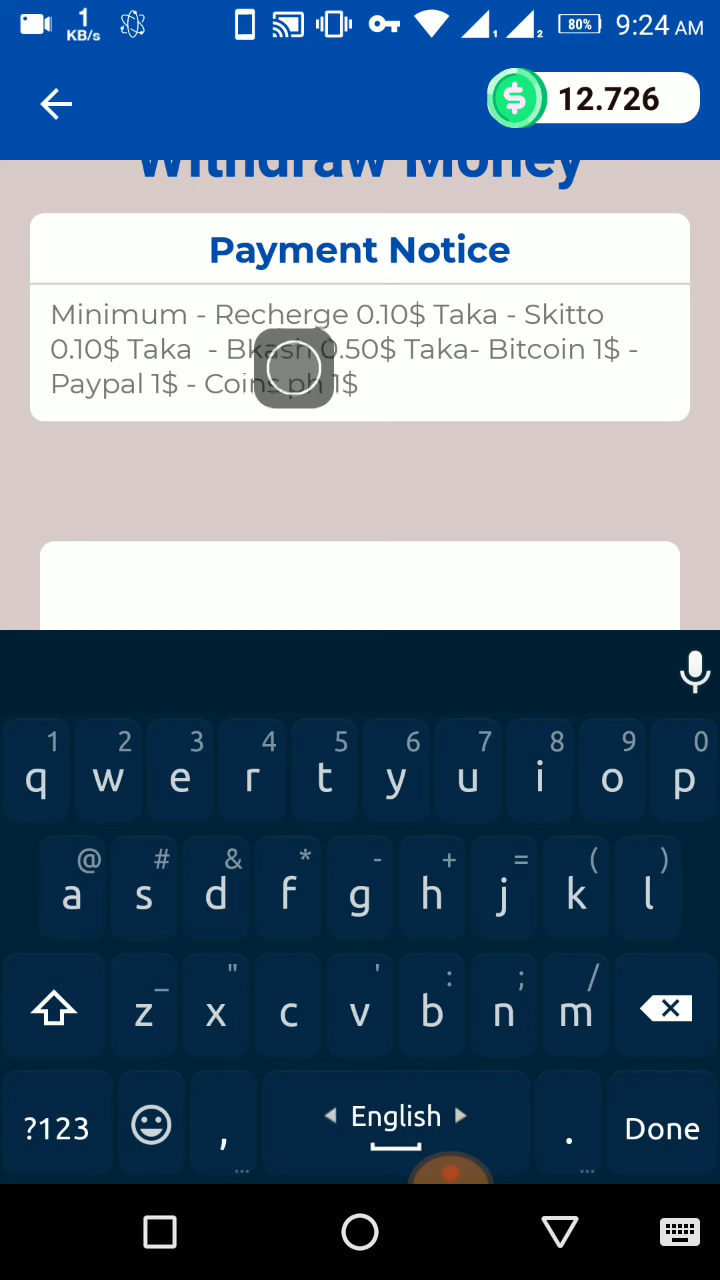 1 KB/s 1 2 80% 9:24 AM
$ 12.726
Withdraw Money
Payment Notice
Minimum - Recherge 0.10$ Taka - Skitto
0.10$ Taka - Bkash 0.50$ Taka- Bitcoin 1$ -
Paypal 1$ - Coins ph 1$
1 2 3 4 5 6 7 8 9 0
q w e r t y u i o p
@ # & * - + = ( )
a s d f g h j k l
_ " ' : ; /
z x c v b n m
?123 , English . Done